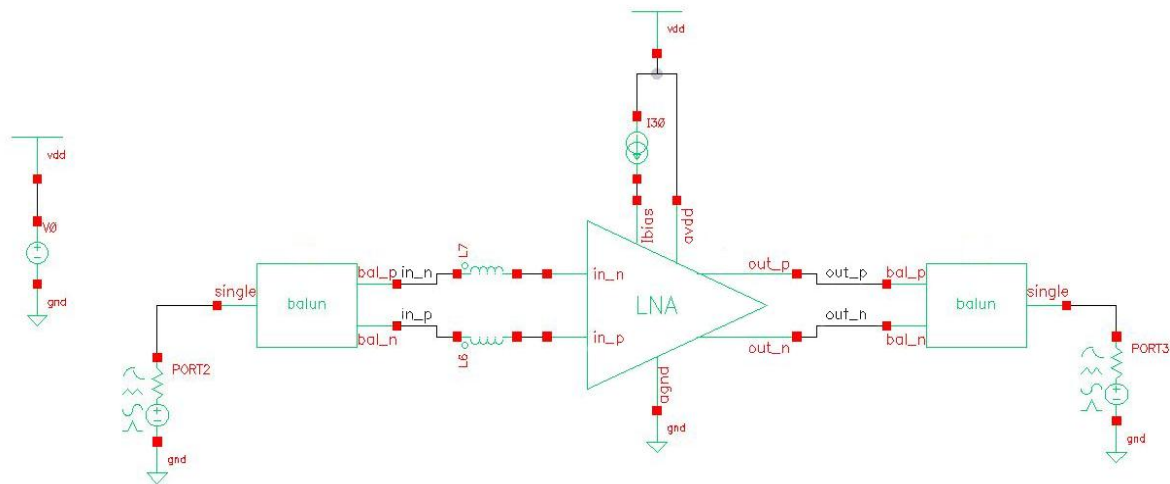 vdd
I30
Ibias
avdd
vdd
V0
gnd
single
balun
bal_p
in_n
L7
in_p
bal_n
L6
in_n
LNA
in_p
agnd
gnd
out_p
out_p
bal_p
out_n
out_n
bal_n
balun
single
PORT2
gnd
PORT3
gnd